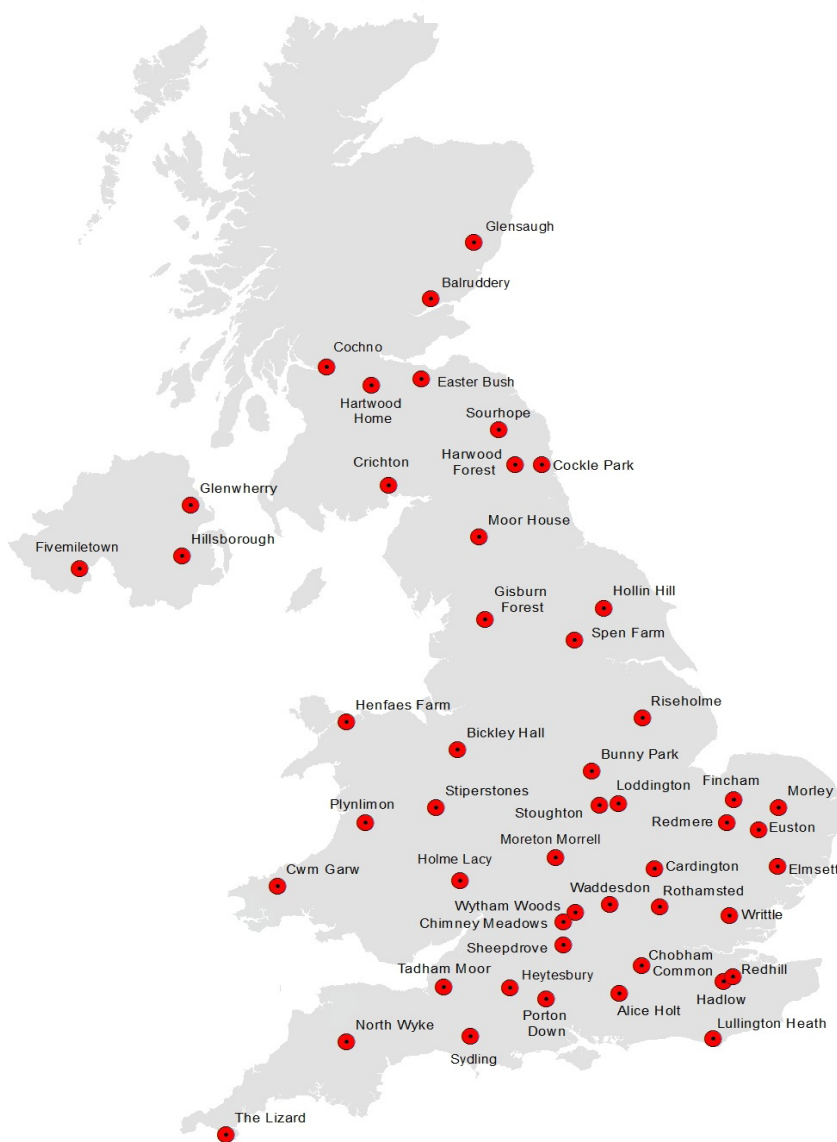 Glensaugh
Balruddery
Cochno
Easter Bush
Hartwood
Home
Sourhope
Harwood
Forest
Cockle Park
Crichton
Glenwherry
Moor House
Hillsborough
Fivemiletown
Gisburn
Forest
Hollin Hill
Spen Farm
Henfaes Farm
Riseholme
Bickley Hall
Bunny Park
Stiperstones
Loddington
Fincham
Morley
Plynlimon
Stoughton
Redmere
Euston
Moreton Morrell
Cwm Garw
Holme Lacy
Cardington
Elmsett
Waddesdon
Wytham Woods
Rothamsted
Chimney Meadows
Writtle
Sheepdrove
Chobham
Common
Tadham Moor
Heytesbury
Redhill
Hadlow
Porton
Down
Alice Holt
North Wyke
Sydling
Lullington Heath
The Lizard